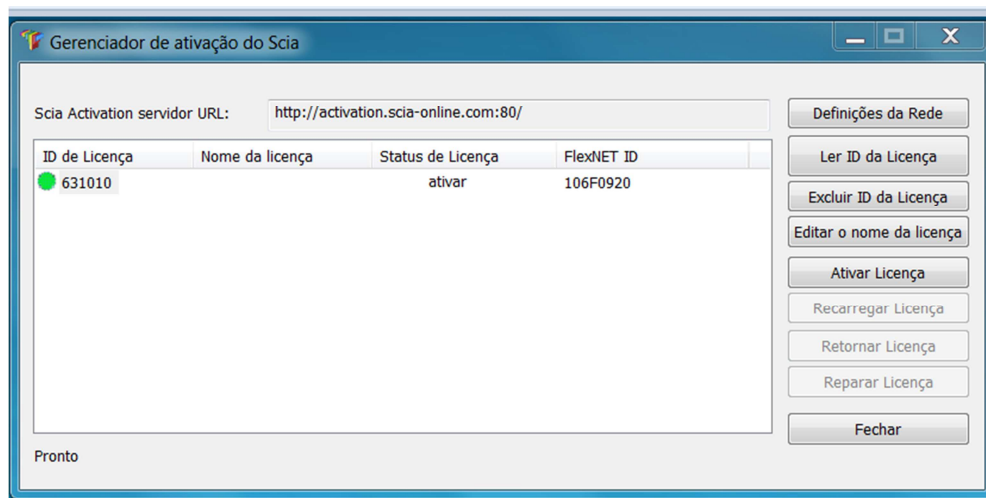 Gerenciador de ativação do Scia
Scia Activation servidor URL: http://activation.scia-online.com:80/
Definições da Rede
ID de Licença Nome da licença Status de Licença FlexNET ID
Ler ID da Licença
631010 ativar 106F0920
Excluir ID da Licença
Editar o nome da licença
Ativar Licença
Recarregar Licença
Retornar Licença
Reparar Licença
Fechar
Pronto